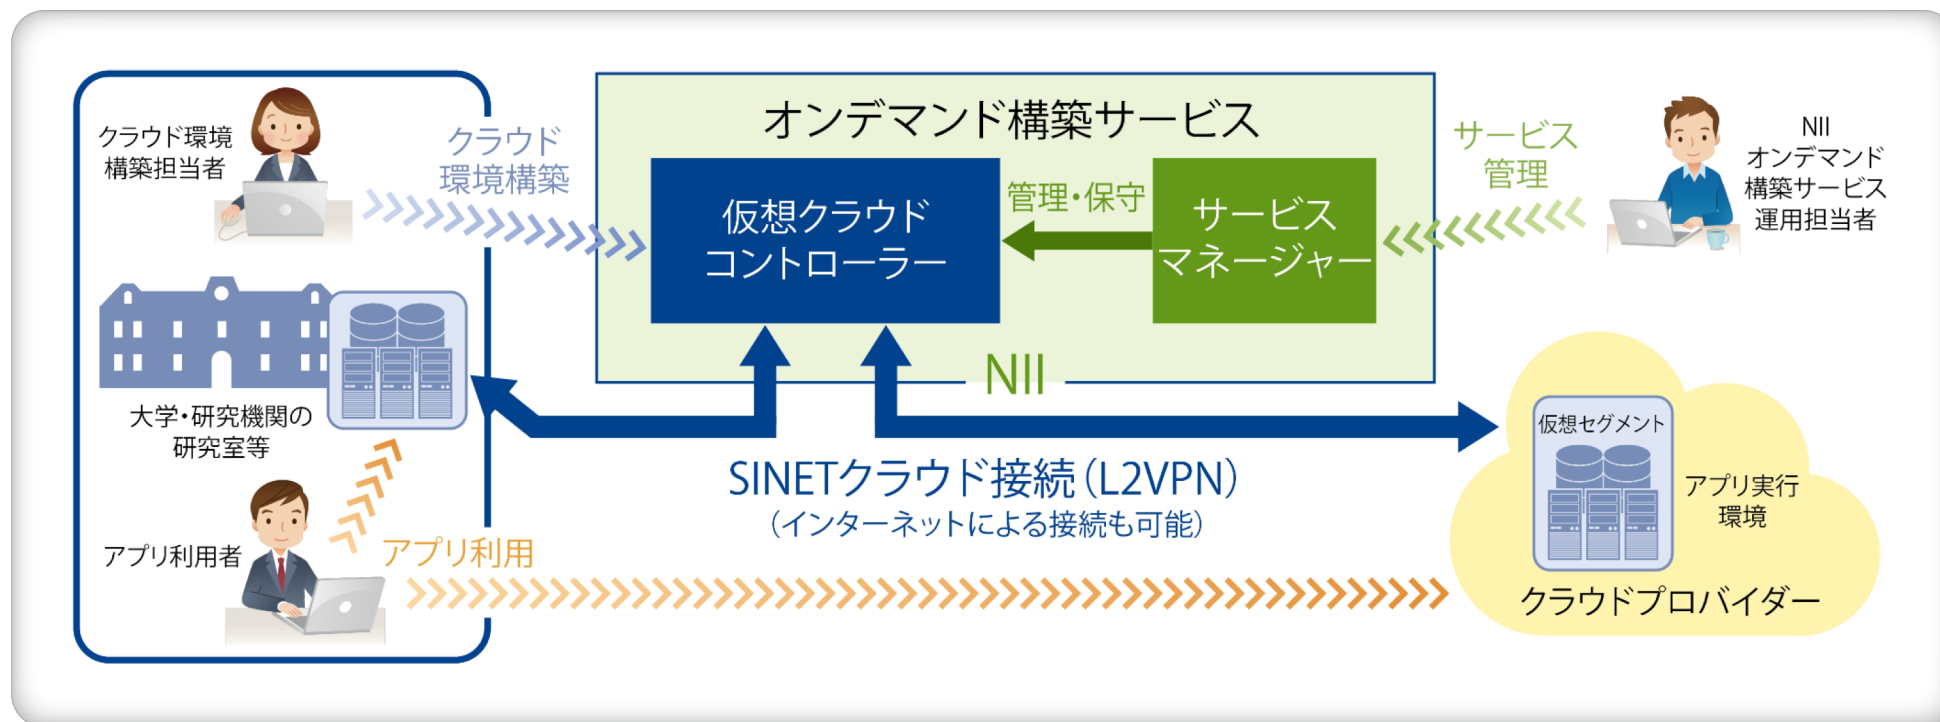 クラウド環境
構築担当者
クラウド
環境構築
オンデマンド構築サービス
仮想クラウド
コントローラー
管理・保守
サービス
マネージャー
サービス
管理
NII
オンデマンド
構築サービス
運用担当者
NII
大学・研究機関の
研究室等
SINETクラウド接続(L2VPN)
(インターネットによる接続も可能)
仮想セグメント
アプリ実行
環境
クラウドプロバイダー
アプリ利用者
アプリ利用